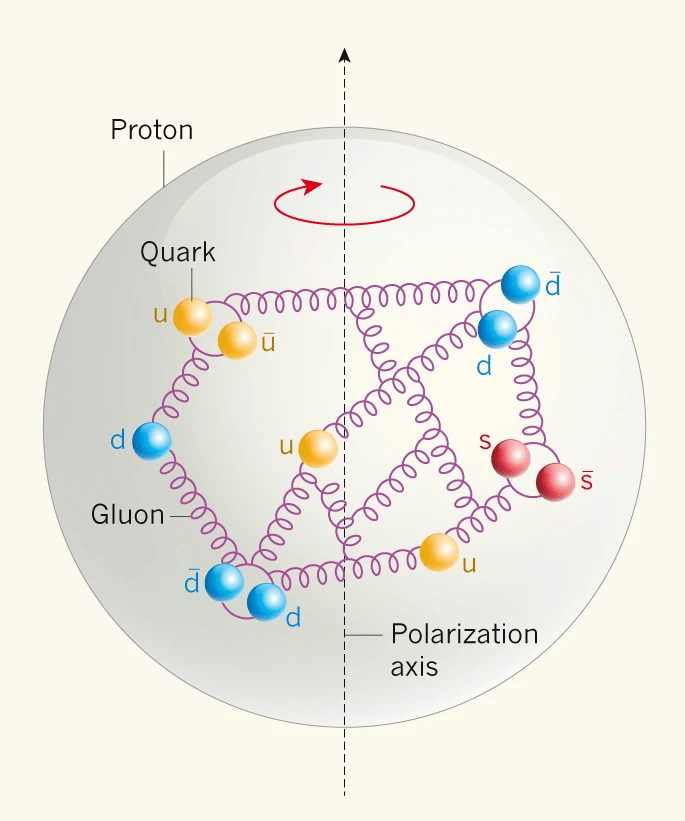 Proton
Quark
u
ū
d̄
d
d
u
s
s̄
Gluon
d̄
d
u
Polarization
axis